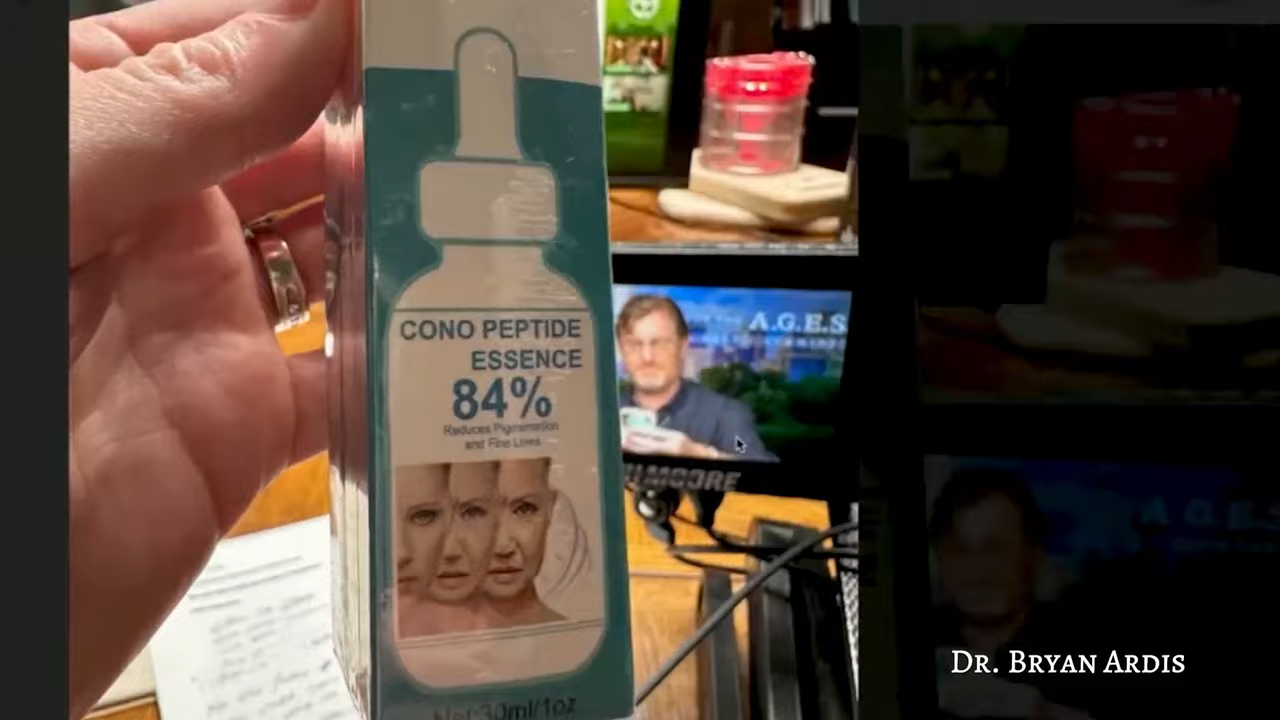 CONO PEPTIDE
ESSENCE
84%
Reduces Pigmentation
and Fine Lines
Net:30ml/1oz
A.G.E.S
DR. BRYAN ARDIS